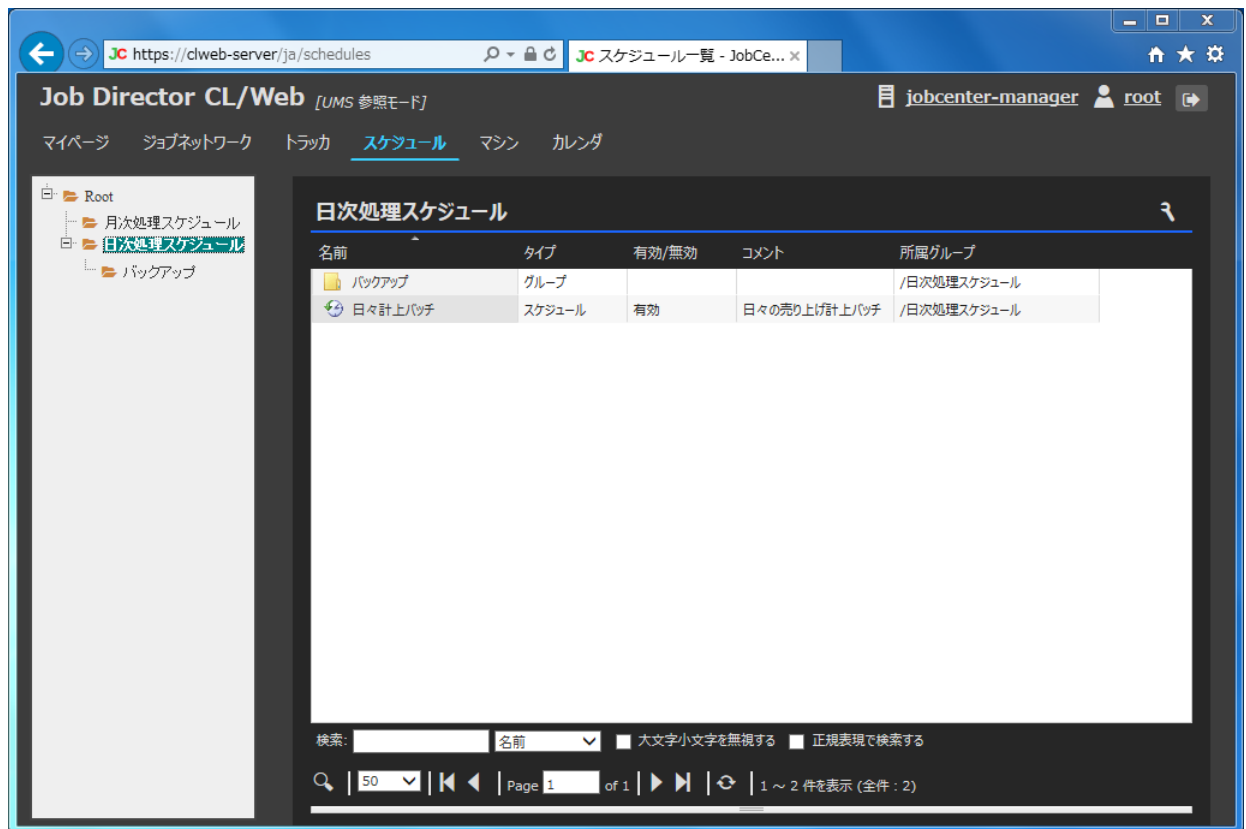 https://clweb-server/ja/schedules
スケジュール一覧 - JobCe...
Job Director CL/Web [UMS 参照モード]
jobcenter-manager root
マイページ ジョブネットワーク トラッカ スケジュール マシン カレンダ
Root
月次処理スケジュール
日次処理スケジュール
バックアップ
日次処理スケジュール
名前 タイプ 有効/無効 コメント 所属グループ
バックアップ グループ /日次処理スケジュール
日々計上バッチ スケジュール 有効 日々の売り上げ計上バッチ /日次処理スケジュール
検索: 名前 大文字小文字を無視する 正規表現で検索する
50 Page 1 of 1 1 ~ 2 件を表示 (全件 : 2)